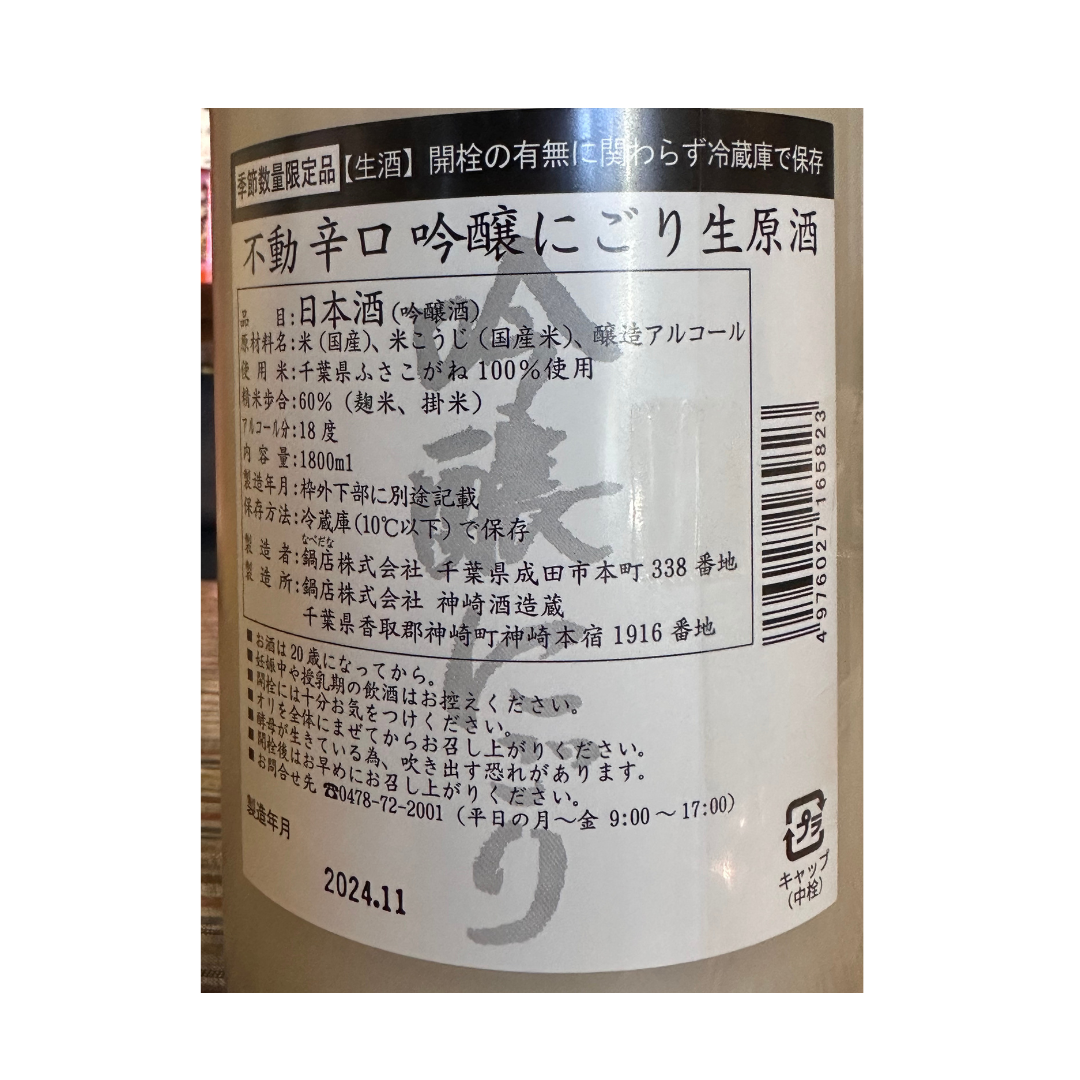 季節数量限定品【生酒】開栓の有無に関わらず冷蔵庫で保存
不動 辛口 吟醸にごり生原酒
吟醸にごり
品目:日本酒(吟醸酒)
原材料名:米(国産)、米こうじ(国産米)、醸造アルコール
使用米:千葉県ふさこがね100%使用
精米歩合:60%(麹米、掛米)
アルコール分:18度
内容量:1800ml
製造年月:枠外下部に別途記載
保存方法:冷蔵庫(10℃以下)で保存
なべだな
製造者:鍋店株式会社 千葉県成田市本町338番地
製造所:鍋店株式会社 神崎酒造蔵
千葉県香取郡神崎町神崎本宿1916番地
4976027165823
■お酒は20歳になってから。
■妊娠中や授乳期の飲酒はお控えください。
■開栓には十分お気をつけください。
■オリを全体にまぜてからお召し上がりください。
■酵母が生きている為、吹き出す恐れがあります。
■開栓後はお早めにお召し上がりください。
■お問合せ先 ☎0478-72-2001(平日の月～金 9:00～17:00)
製造年月
2024.11
プラ
キャップ
(中栓)